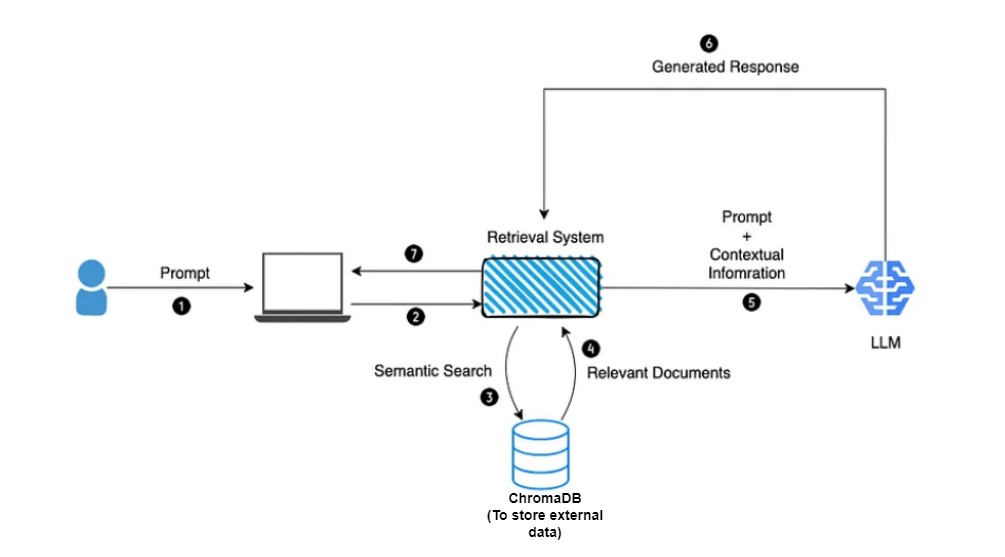 6
Generated Response
Prompt
+
Contextual
Infomration
5
Retrieval System
7
Prompt
1
2
LLM
4
Semantic Search
Relevant Documents
3
ChromaDB
(To store external
data)